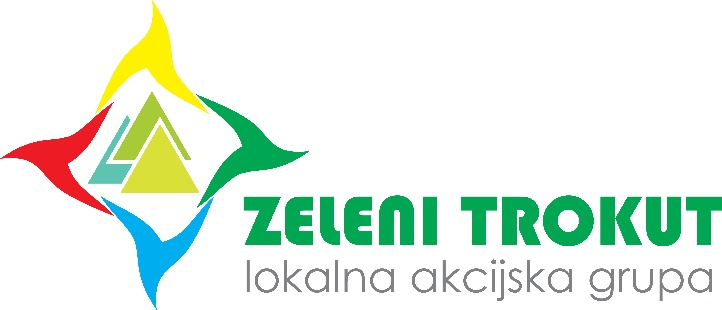 ZELENI TROKUT
lokalna akcijska grupa